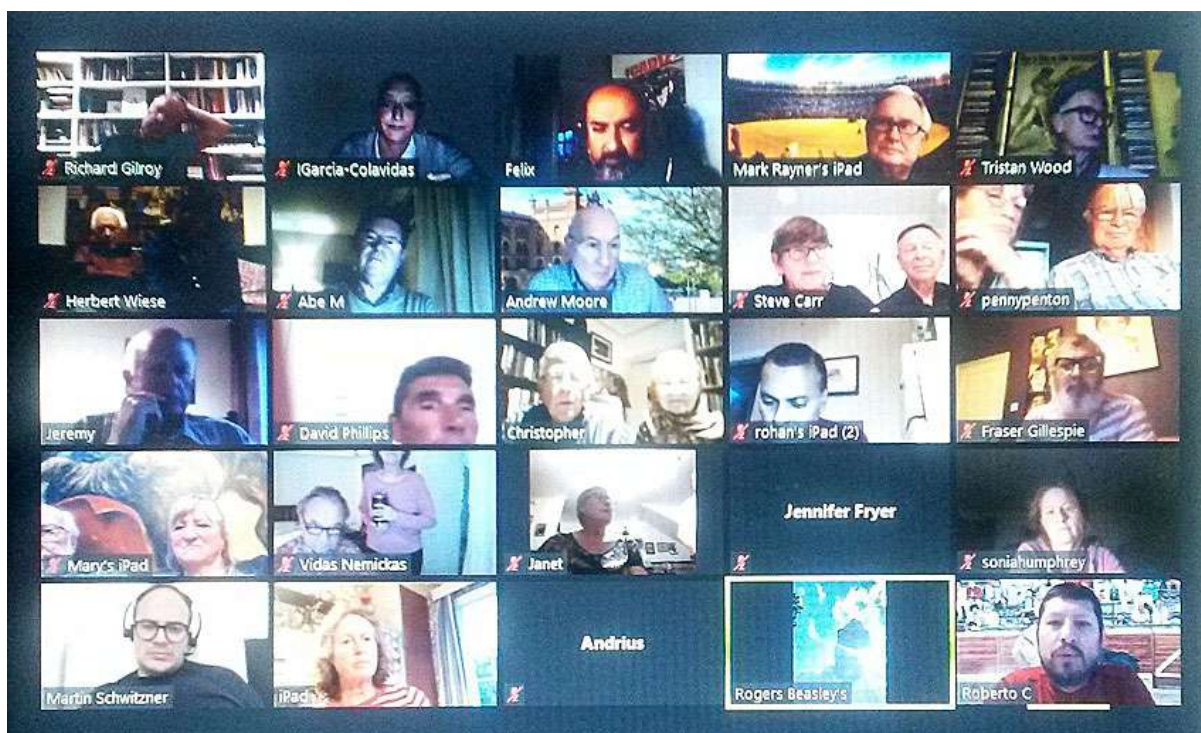 Richard Gilroy
IGarcia-Colavidas
Felix
Mark Rayner's iPad
Tristan Wood
Herbert Wiese
Abe M
Andrew Moore
Steve Carr
pennypenton
Jeremy
David Phillips
Christopher
rohan's iPad (2)
Fraser Gillespie
Mary's iPad
Vidas Nemickas
Janet
Jennifer Fryer
soniahumphrey
Martin Schwitzner
iPad
Andrius
Rogers Beasley's
Roberto C